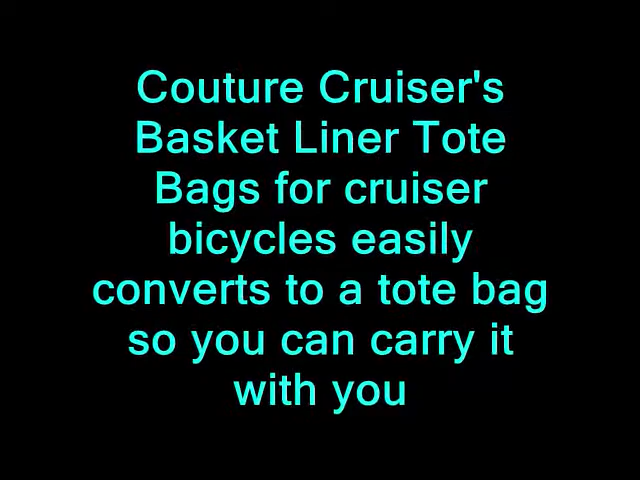 Couture Cruiser's
Basket Liner Tote
Bags for cruiser
bicycles easily
converts to a tote bag
so you can carry it
with you